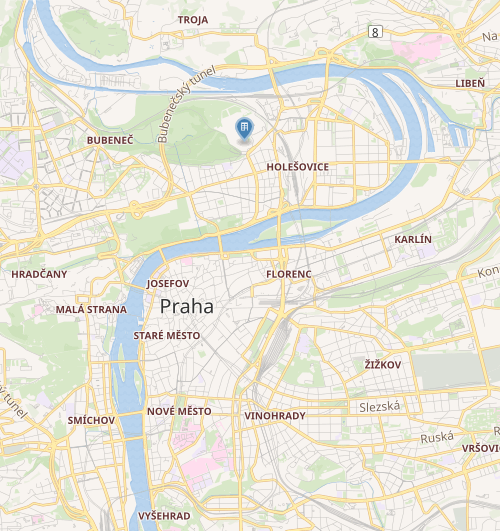 TROJA
8
Na
LIBEŇ
Bubenečský tunel
BUBENEČ
HOLEŠOVICE
KARLÍN
HRADČANY
FLORENC
Kon
JOSEFOV
MALÁ STRANA
Praha
STARÉ MĚSTO
ŽIŽKOV
ký tunel
Slezská
SMÍCHOV
NOVÉ MĚSTO
VINOHRADY
R
Ruská
VRŠOVIC
VYŠEHRAD